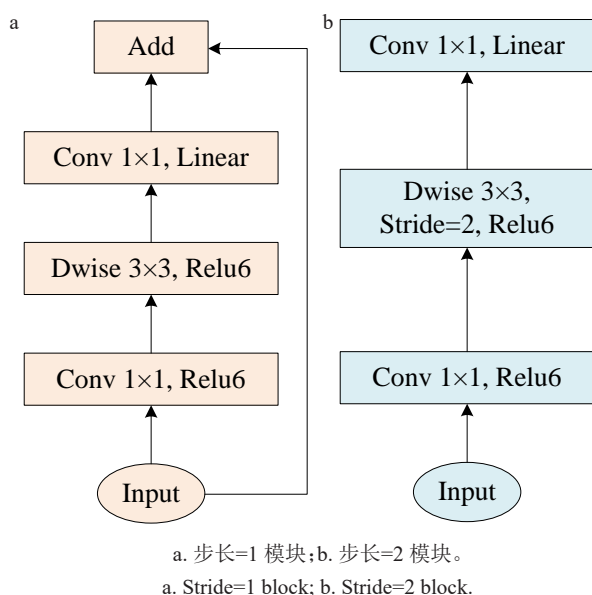 a
Add
Conv 1×1, Linear
Dwise 3×3, Relu6
Conv 1×1, Relu6
Input
b
Conv 1×1, Linear
Dwise 3×3,
Stride=2, Relu6
Conv 1×1, Relu6
Input
a. 步长=1 模块;b. 步长=2 模块。
a. Stride=1 block; b. Stride=2 block.